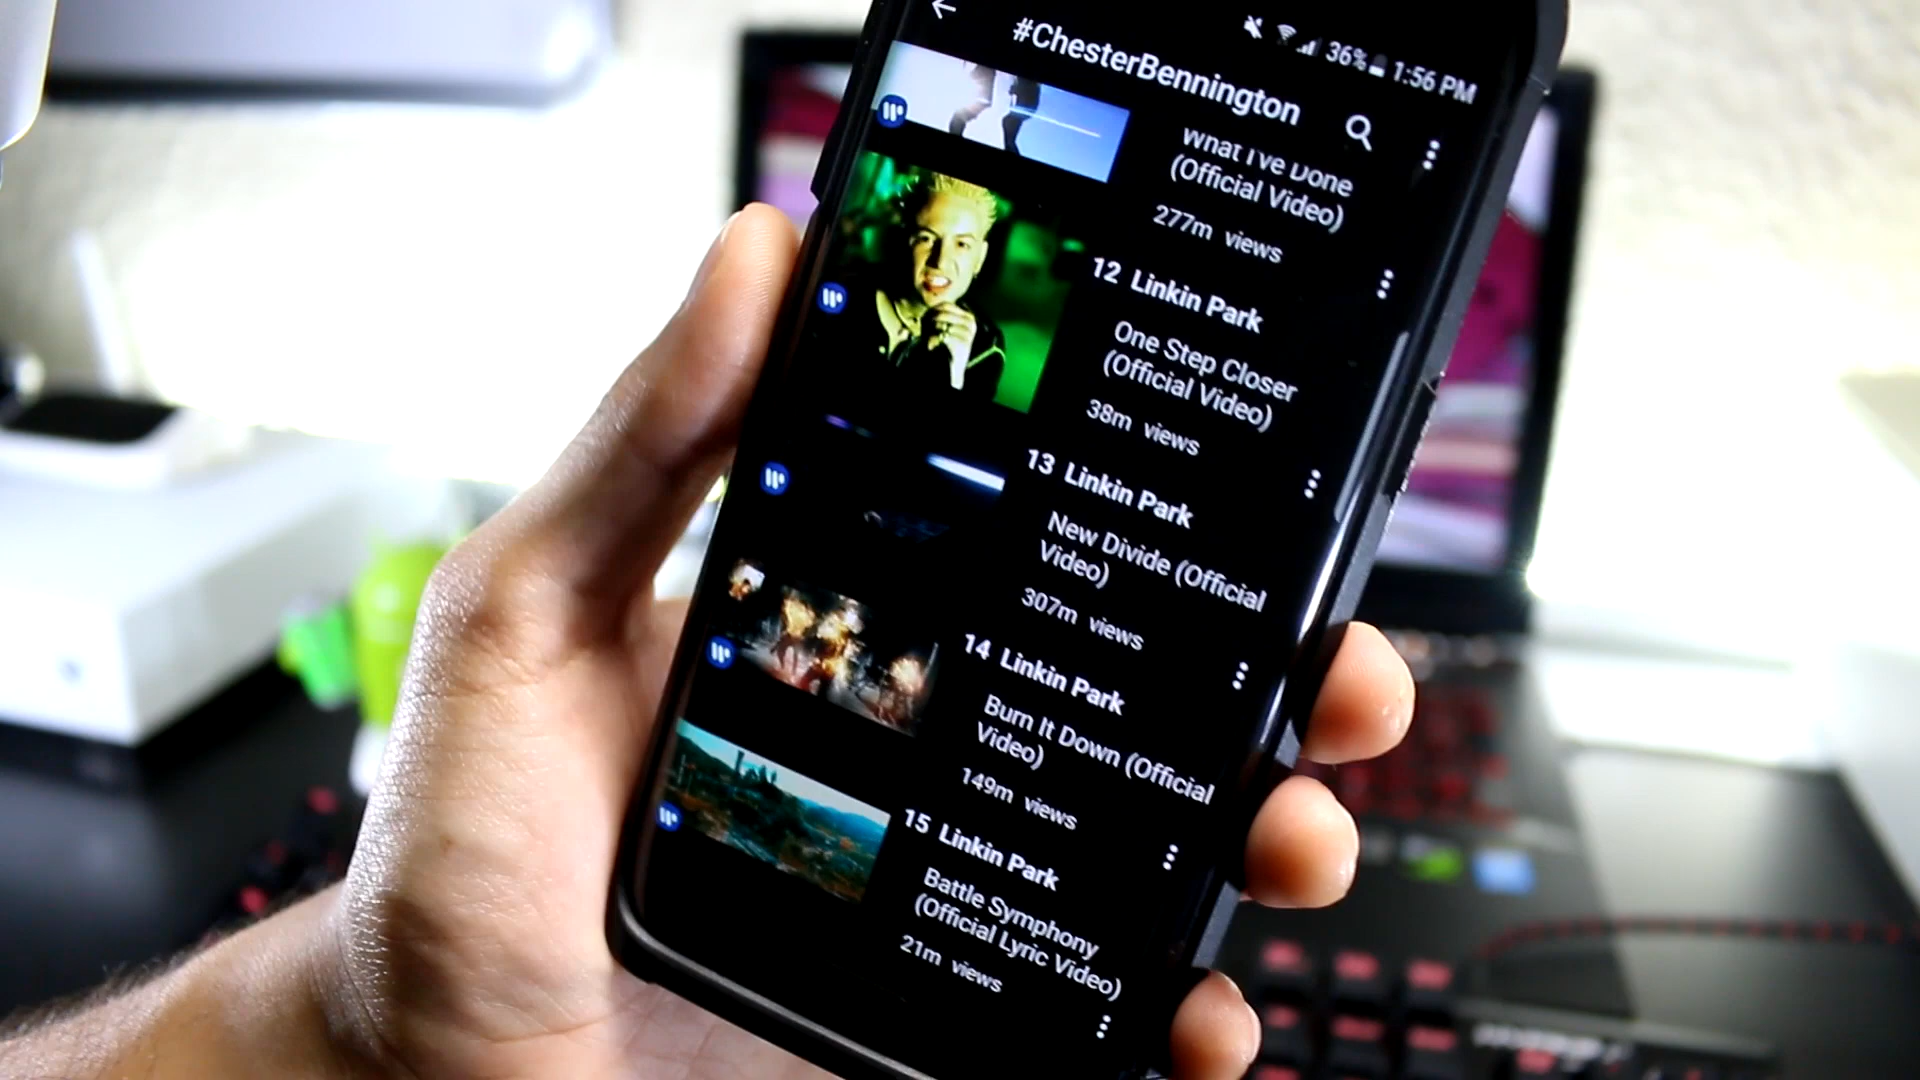 36% 1:56 PM
#ChesterBennington
What I've Done
(Official Video)
277m views
12 Linkin Park
One Step Closer
(Official Video)
38m views
13 Linkin Park
New Divide (Official
Video)
307m views
14 Linkin Park
Burn It Down (Official
Video)
149m views
15 Linkin Park
Battle Symphony
(Official Lyric Video)
21m views